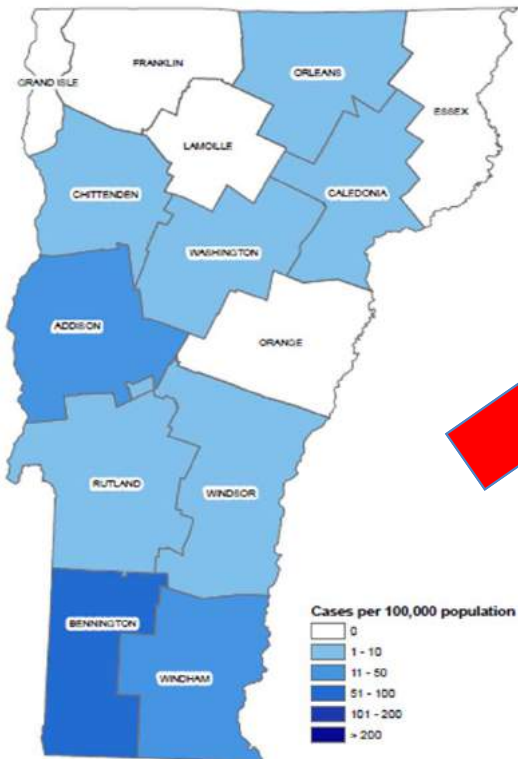 FRANKLIN
ORLEANS
GRAND ISLE
ESSEX
LAMOILLE
CHITTENDEN
CALEDONIA
WASHINGTON
ADDISON
ORANGE
RUTLAND
WINDSOR
BENNINGTON
WINDHAM
Cases per 100,000 population
0
1 - 10
11 - 50
51 - 100
101 - 200
> 200